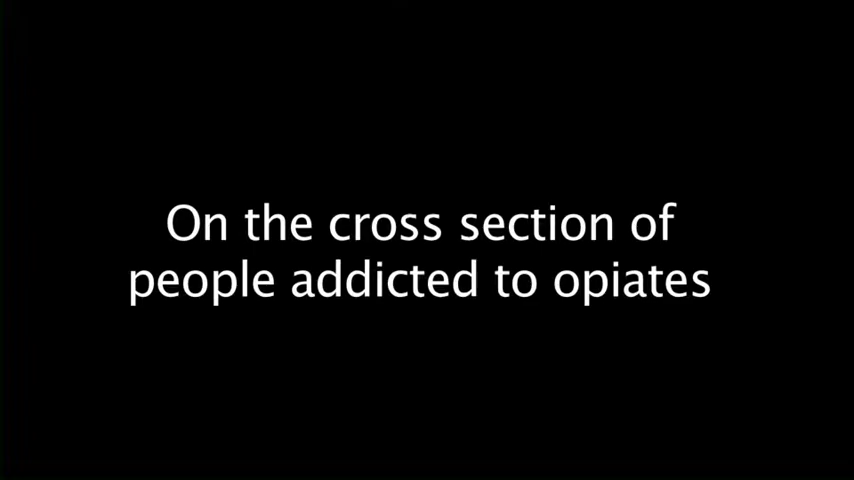 On the cross section of
people addicted to opiates